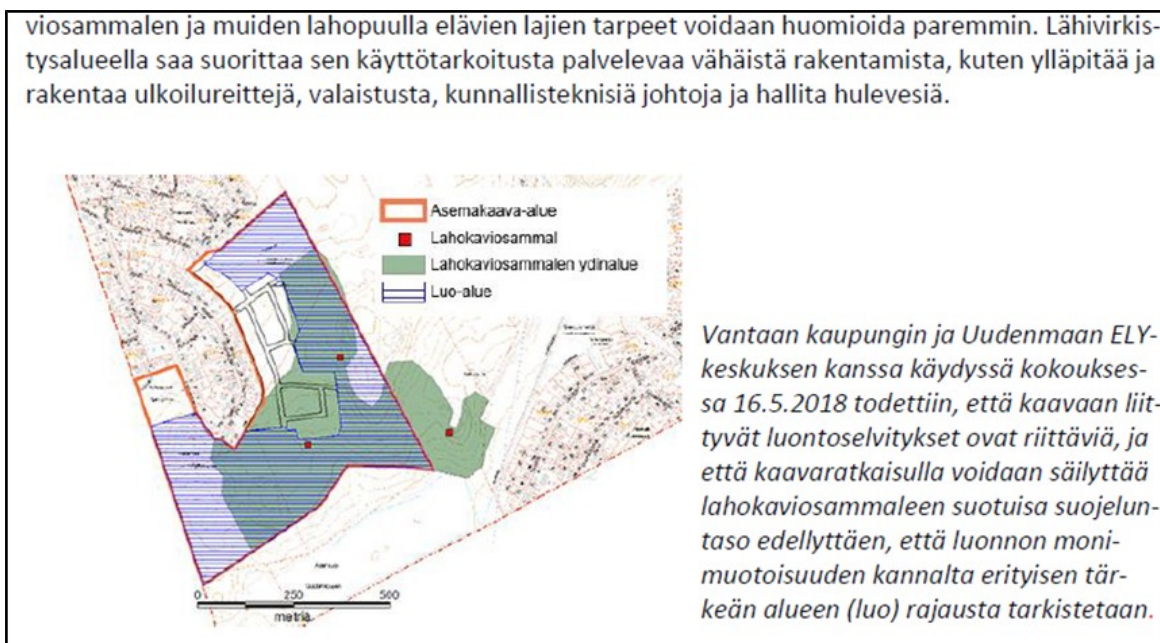 viosammalen ja muiden lahopuulla elävien lajien tarpeet voidaan huomioida paremmin. Lähivirkis-
tysalueella saa suorittaa sen käyttötarkoitusta palvelevaa vähäistä rakentamista, kuten ylläpitää ja
rakentaa ulkoilureittejä, valaistusta, kunnallisteknisiä johtoja ja hallita hulevesiä.
Asemakaava-alue
Lahokaviosammal
Lahokaviosammalen ydinalue
Luo-alue
0 250 500
metriä
Vantaan kaupungin ja Uudenmaan ELY-
keskuksen kanssa käydyssä kokoukses-
sa 16.5.2018 todettiin, että kaavaan liit-
tyvät luontoselvitykset ovat riittäviä, ja
että kaavaratkaisulla voidaan säilyttää
lahokaviosammaleen suotuisa suojelun-
taso edellyttäen, että luonnon moni-
muotoisuuden kannalta erityisen tär-
keän alueen (luo) rajausta tarkistetaan.